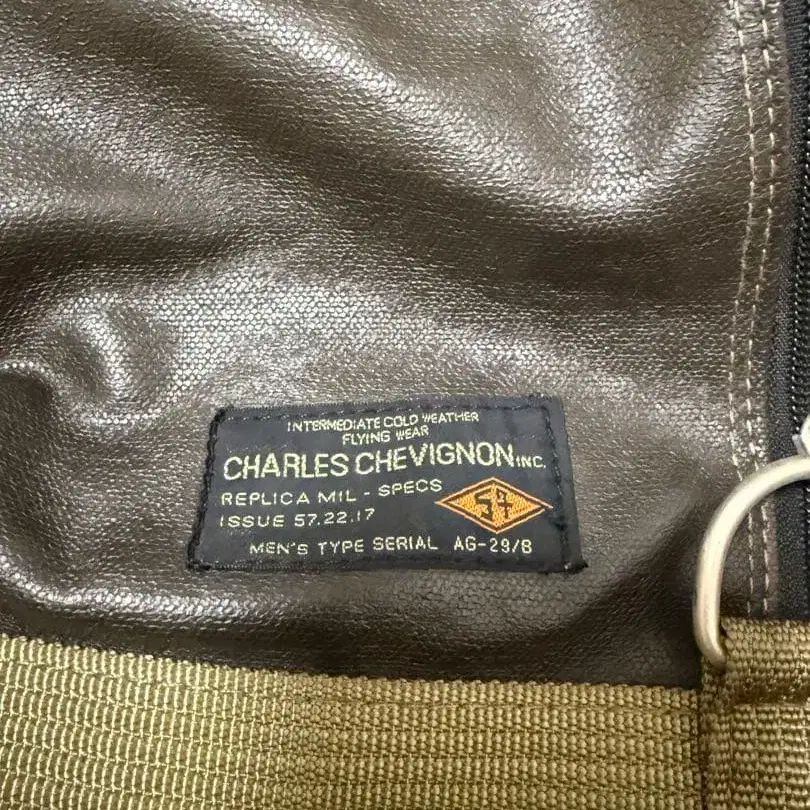 INTERMEDIATE COLD WEATHER
FLYING WEAR
CHARLES CHEVIGNON INC.
REPLICA MIL - SPECS
ISSUE 57.22.17
54
MEN'S TYPE SERIAL AG-29/B